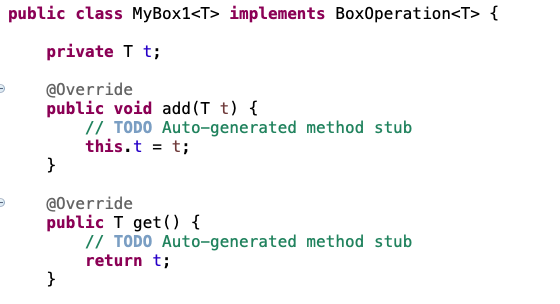 public class MyBox1<T> implements BoxOperation<T> {
private T t;
@Override
public void add(T t) {
// TODO Auto-generated method stub
this.t = t;
}
@Override
public T get() {
// TODO Auto-generated method stub
return t;
}